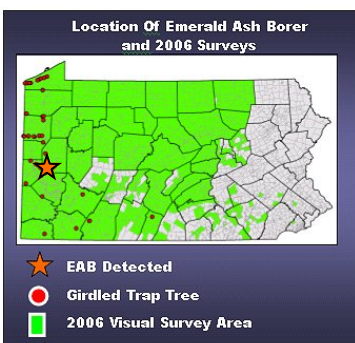 Location Of Emerald Ash Borer
and 2006 Surveys
EAB Detected
Girdled Trap Tree
2006 Visual Survey Area